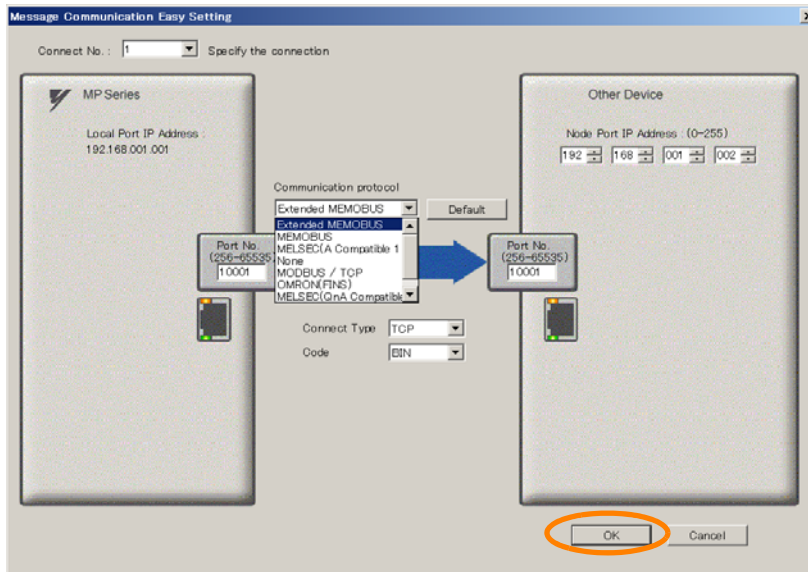 Message Communication Easy Setting
Connect No. : 1 Specify the connection
MP Series
Local Port IP Address :
192.168.001.001
Other Device
Node Port IP Address : (0-255)
192 168 001 002
Communication protocol
Extended MEMOBUS Default
Extended MEMOBUS
MEMOBUS
MELSEC(A Compatible 1
None
MODBUS / TCP
OMRON(FINS)
MELSEC(QnA Compatible
Port No.
(256-65535)
10001
Port No.
(256-65535)
10001
Connect Type TCP
Code BIN
OK Cancel